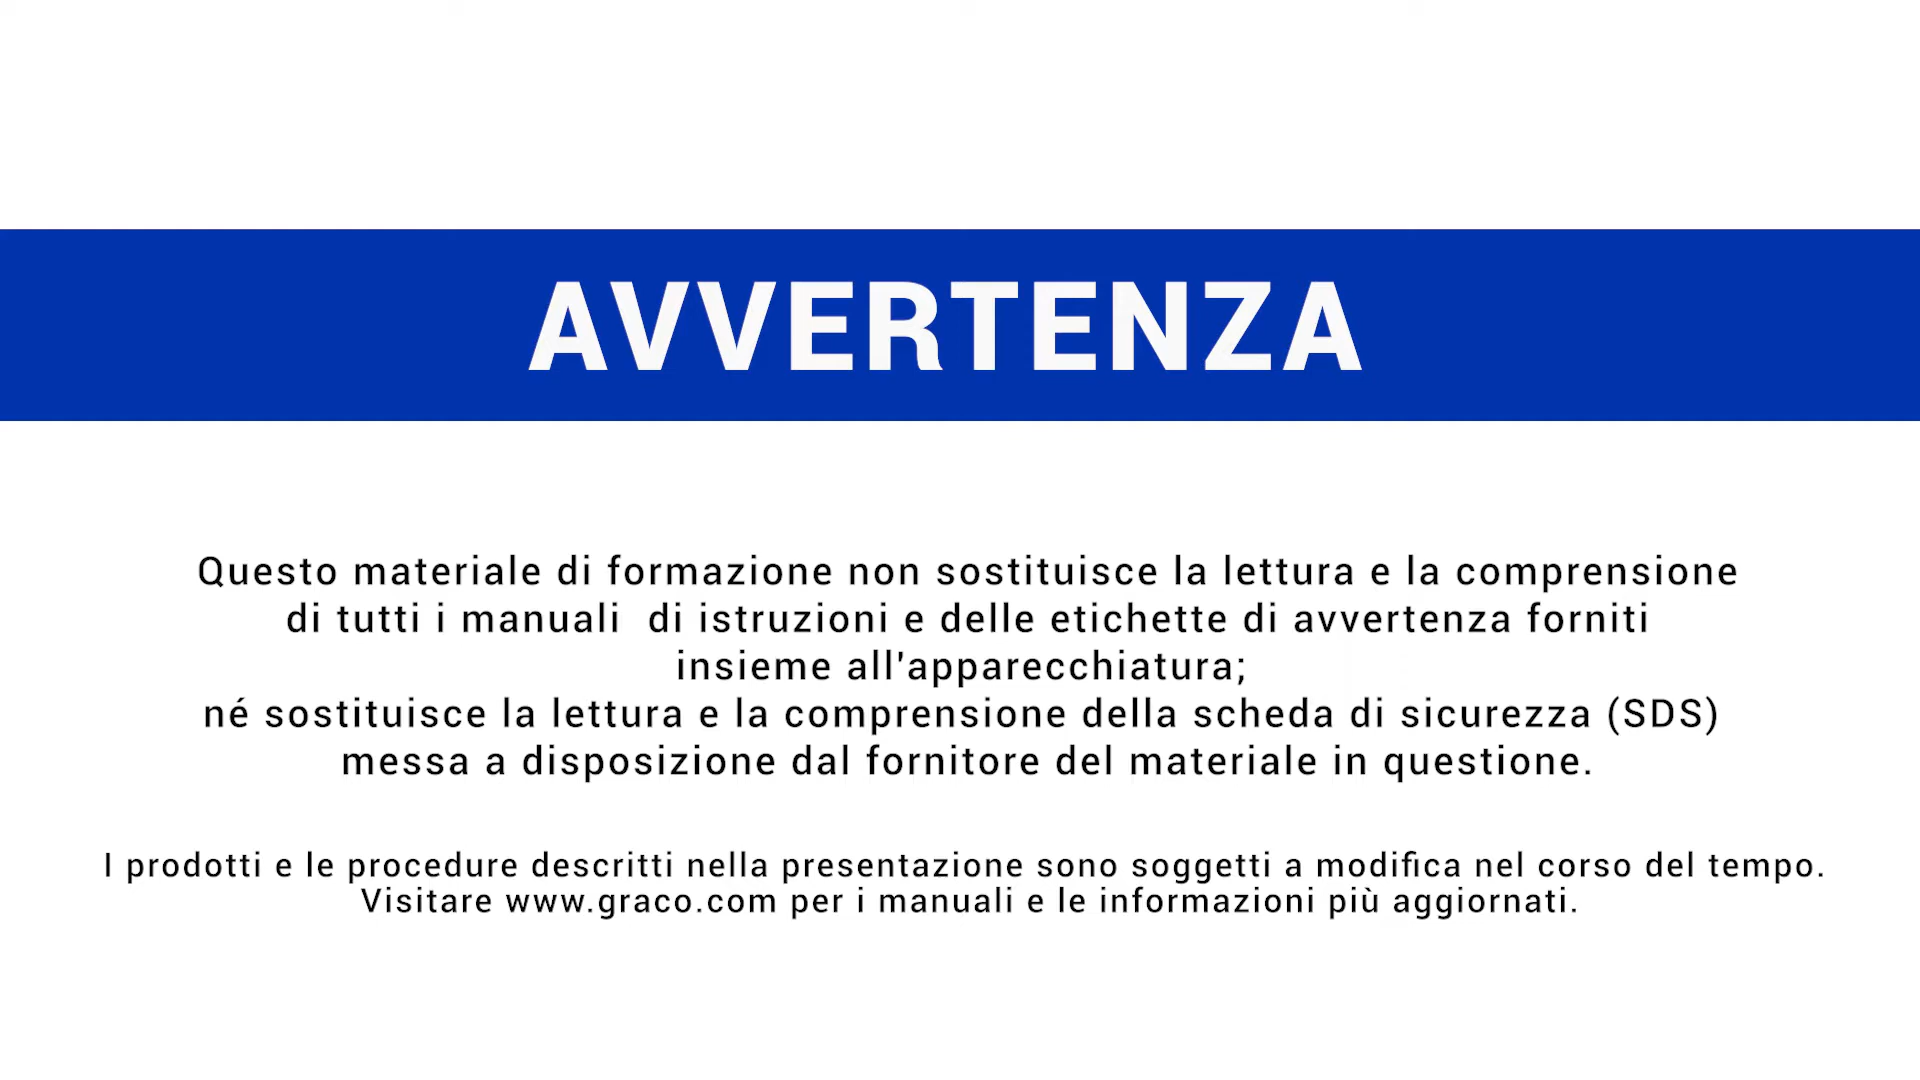 AVVERTENZA
Questo materiale di formazione non sostituisce la lettura e la comprensione
di tutti i manuali  di istruzioni e delle etichette di avvertenza forniti
insieme all'apparecchiatura;
né sostituisce la lettura e la comprensione della scheda di sicurezza (SDS)
messa a disposizione dal fornitore del materiale in questione.
I prodotti e le procedure descritti nella presentazione sono soggetti a modifica nel corso del tempo.
Visitare www.graco.com per i manuali e le informazioni più aggiornati.